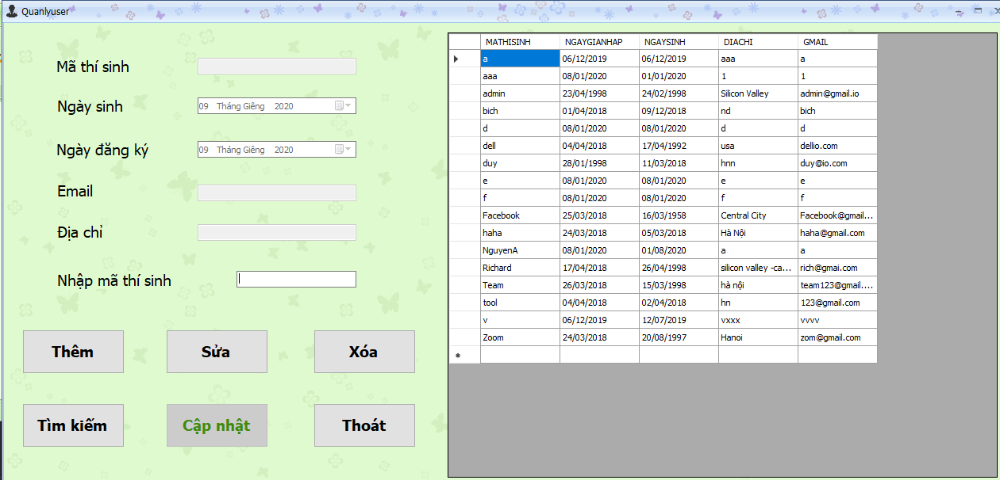 Quanlyuser
Mã thí sinh
Ngày sinh 09 Tháng Giêng 2020
Ngày đăng ký 09 Tháng Giêng 2020
Email
Địa chỉ
Nhập mã thí sinh
Thêm Sửa Xóa
Tìm kiếm Cập nhật Thoát
MATHISINH NGAYGIANHAP NGAYSINH DIACHI GMAIL
a 06/12/2019 06/12/2019 aaa a
aaa 08/01/2020 01/01/2020 1 1
admin 23/04/1998 24/02/1998 Silicon Valley admin@gmail.io
bich 01/04/2018 09/12/2018 nd bich
d 08/01/2020 08/01/2020 d d
dell 04/04/2018 17/04/1992 usa dellio.com
duy 28/01/1998 11/03/2018 hnn duy@io.com
e 08/01/2020 08/01/2020 e e
f 08/01/2020 08/01/2020 f f
Facebook 25/03/2018 16/03/1958 Central City Facebook@gmail...
haha 24/03/2018 05/03/2018 Hà Nội haha@gmail.com
NguyenA 08/01/2020 01/08/2020 a a
Richard 17/04/2018 26/04/1998 silicon valley -ca... rich@gmai.com
Team 26/03/2018 15/03/1998 hà nội team123@gmail....
tool 04/04/2018 02/04/2018 hn 123@gmail.com
v 06/12/2019 12/07/2019 vxxx vvvv
Zoom 24/03/2018 20/08/1997 Hanoi zom@gmail.com